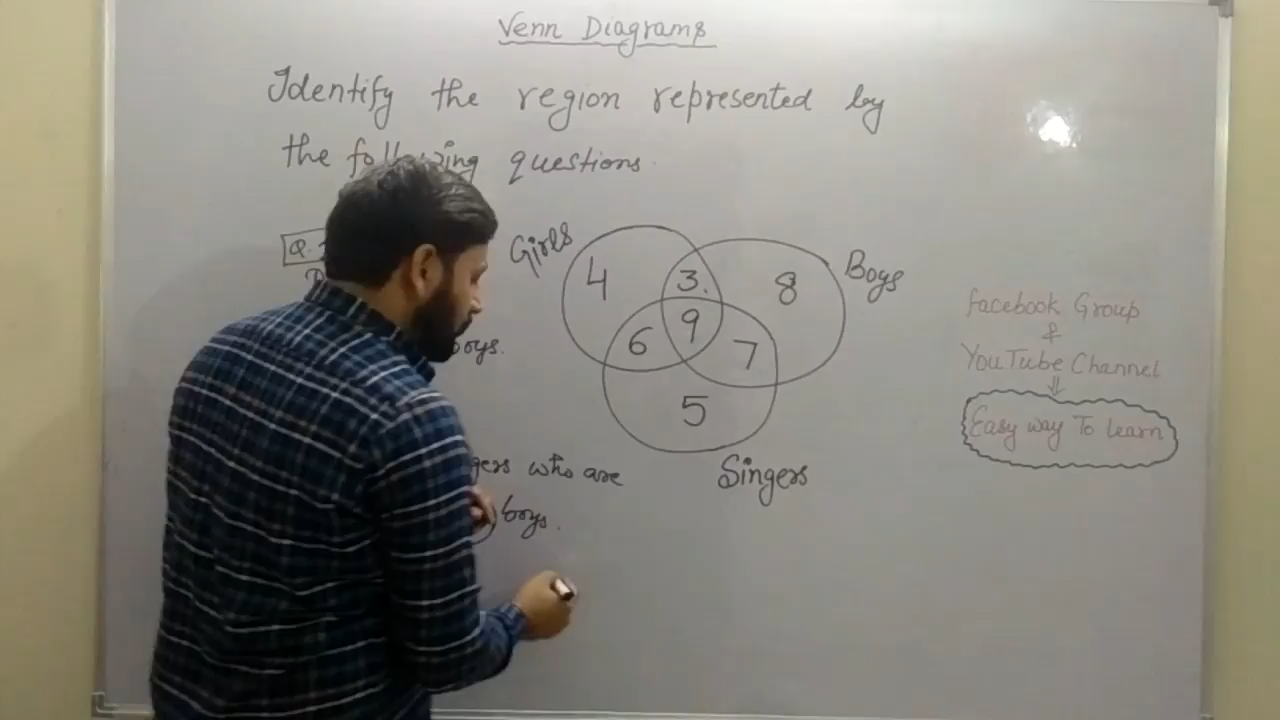 Venn Diagrams
Identify the region represented by
the following questions.
Q.
Girls
Boys
4
3.
8
9
6
7
5
boys.
Singers
who are
boys.
Facebook Group
&
YouTube Channel
⇓
Easy way To Learn